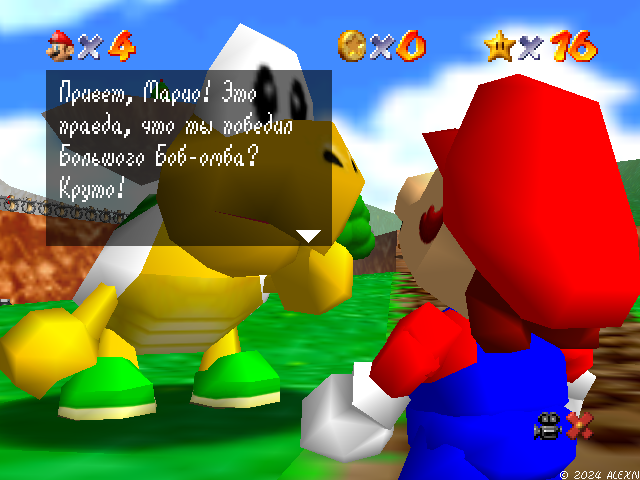 ×4
×0
×16
Привет, Марио! Это
правда, что ты победил
Большого Боб-омба?
Круто!
© 2024 ALEXN